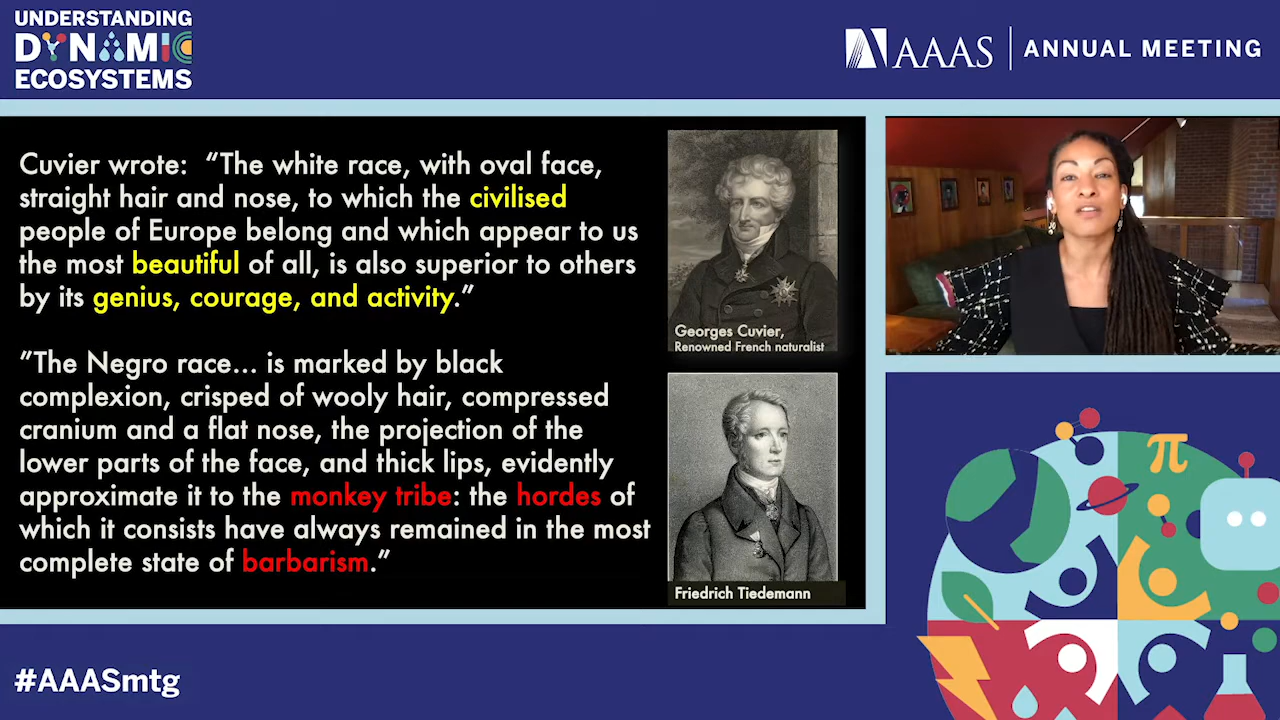 UNDERSTANDING
DYNAMIC
ECOSYSTEMS
AAAS
ANNUAL MEETING
Cuvier wrote: “The white race, with oval face,
straight hair and nose, to which the civilised
people of Europe belong and which appear to us
the most beautiful of all, is also superior to others
by its genius, courage, and activity.”
”The Negro race... is marked by black
complexion, crisped of wooly hair, compressed
cranium and a flat nose, the projection of the
lower parts of the face, and thick lips, evidently
approximate it to the monkey tribe: the hordes of
which it consists have always remained in the most
complete state of barbarism.”
Georges Cuvier,
Renowned French naturalist
Friedrich Tiedemann
π
#AAASmtg